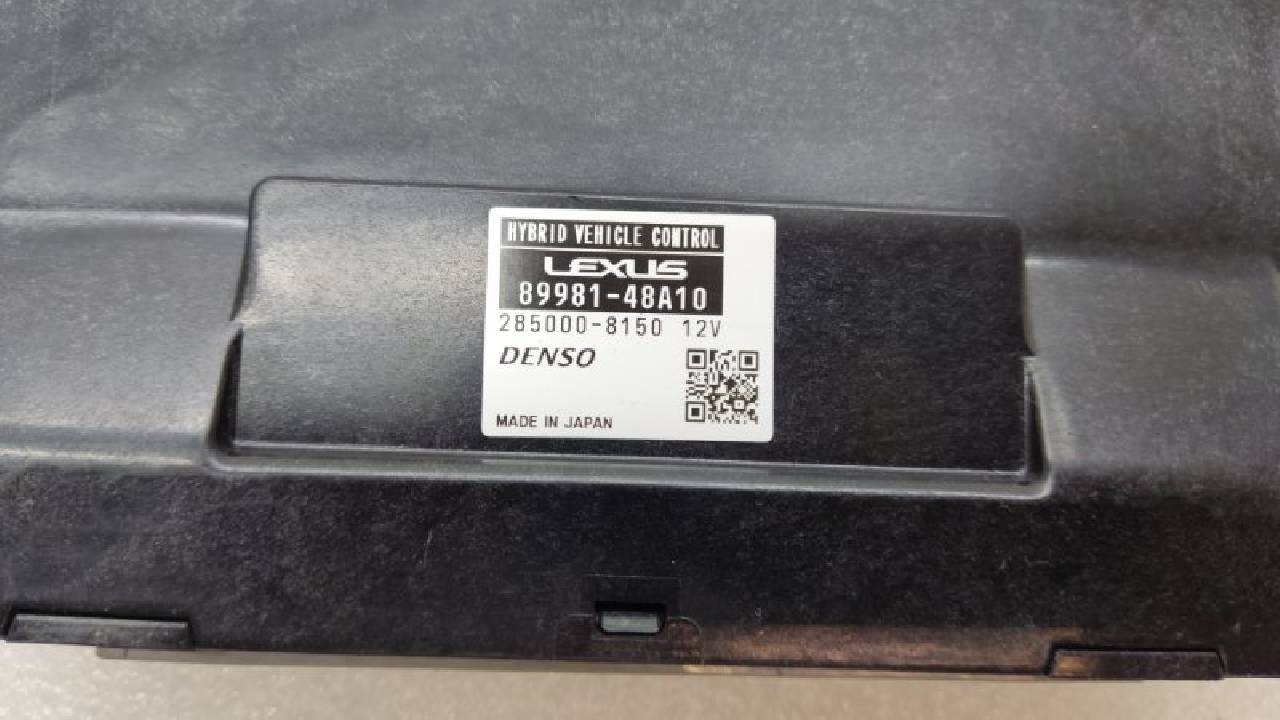 HYBRID VEHICLE CONTROL
LEXUS
89981-48A10
285000-8150 12V
DENSO
MADE IN JAPAN